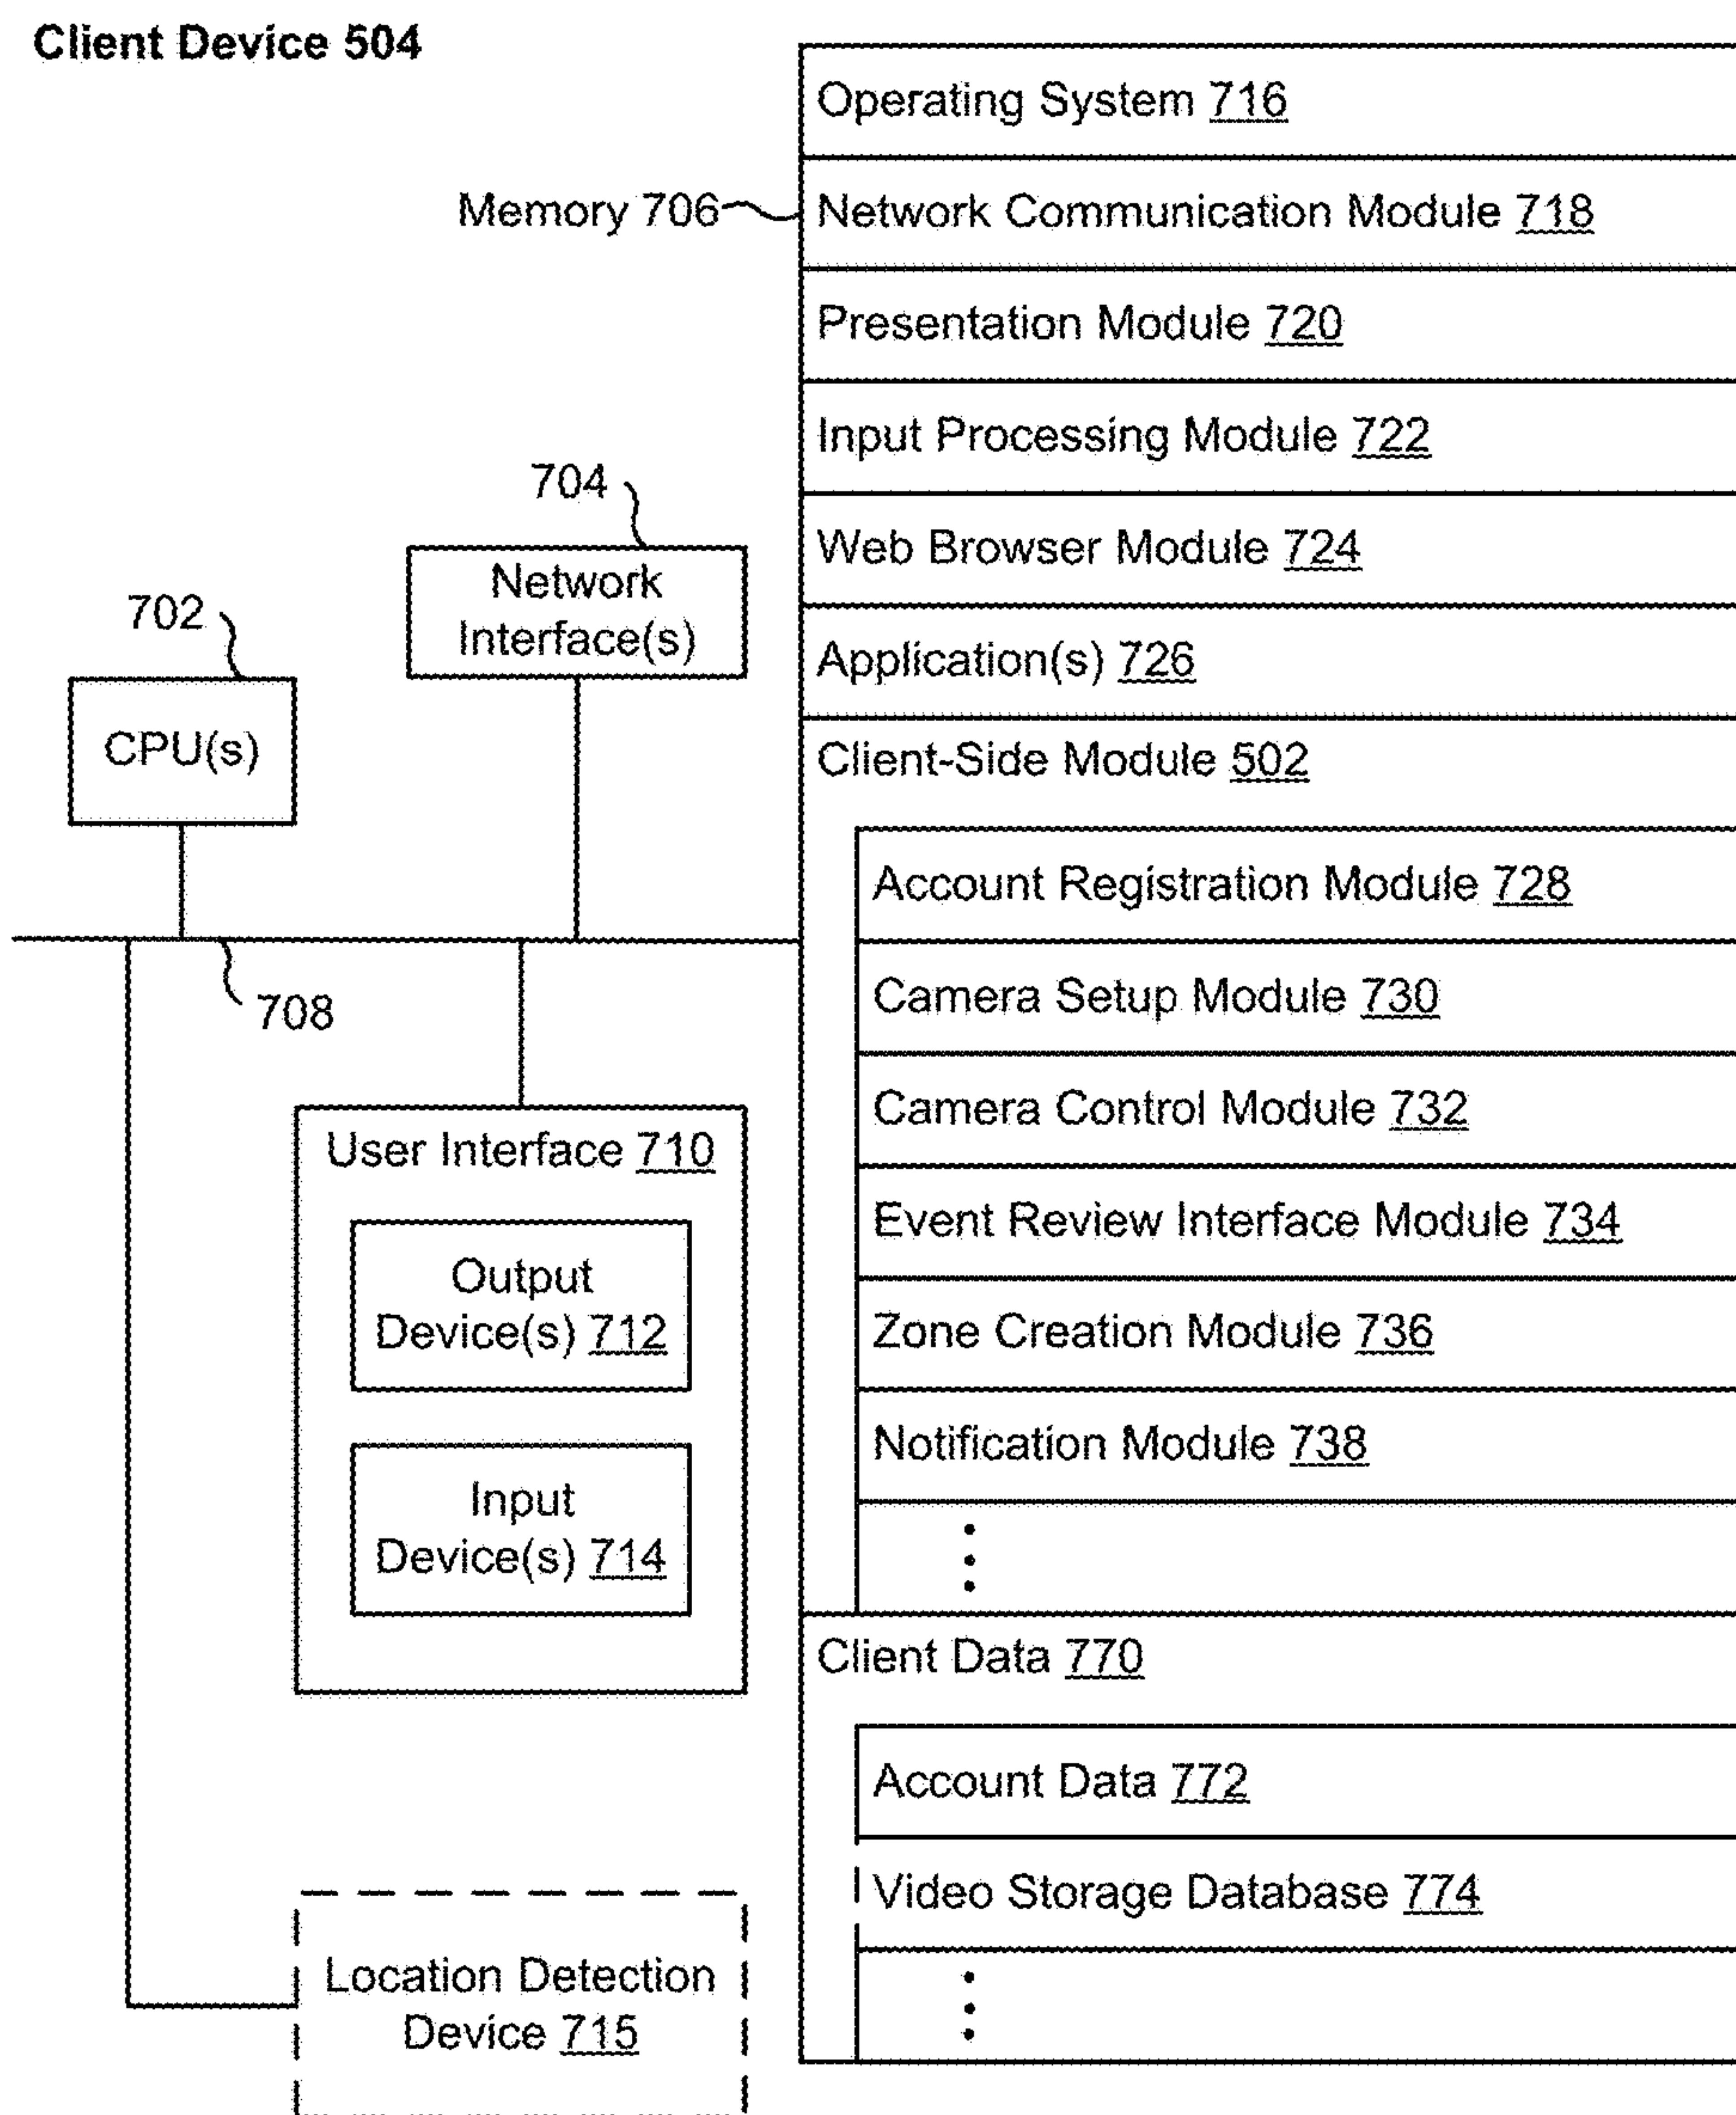 Client Device 504
Operating System 716
Memory 706
Network Communication Module 718
Presentation Module 720
Input Processing Module 722
704
Network
Interface(s)
Web Browser Module 724
702
CPU(s)
Application(s) 726
Client-Side Module 502
Account Registration Module 728
708
Camera Setup Module 730
Camera Control Module 732
User Interface 710
Event Review Interface Module 734
Output
Device(s) 712
Zone Creation Module 736
Notification Module 738
Input
Device(s) 714
Client Data 770
Account Data 772
Video Storage Database 774
Location Detection
Device 715